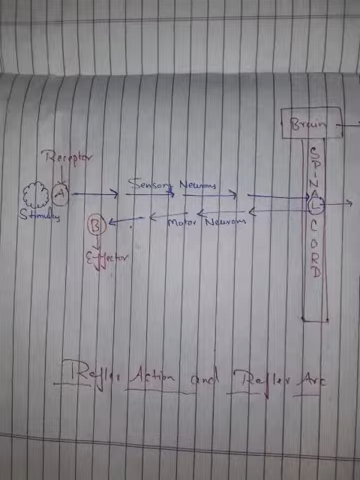 Brain
Receptor
A
Sensory Neurons
Stimulus
SPINAL CORD
B
Motor Neurons
Effector
Reflex Action and Reflex Arc